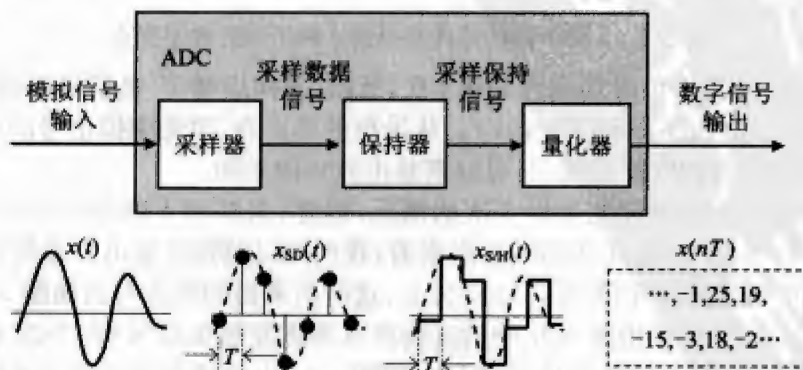 ADC
模拟信号
输入
采样器
采样数据
信号
保持器
采样保持
信号
量化器
数字信号
输出
x(t)
xSD(t)
xS/H(t)
x(nT)
T
T
…,-1,25,19,
-15,-3,18,-2…